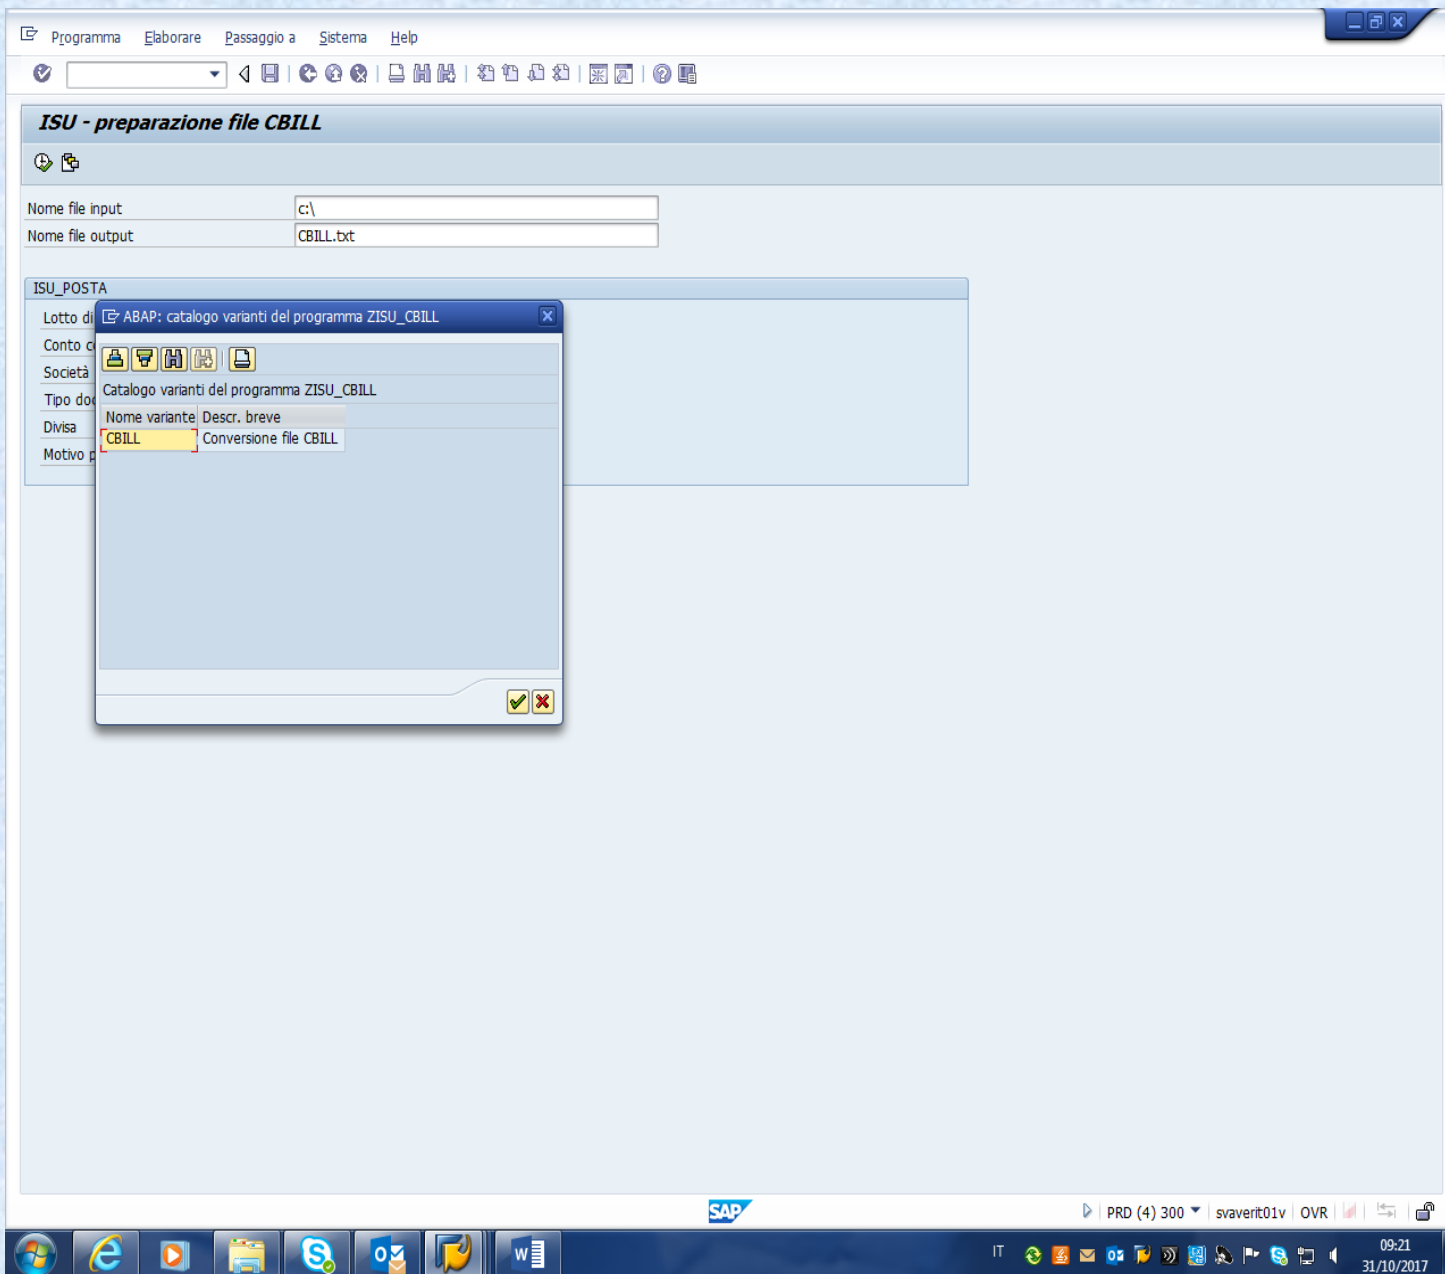 Programma Elaborare Passaggio a Sistema Help
ISU - preparazione file CBILL
Nome file input c:\
Nome file output CBILL.txt
ISU_POSTA
Lotto di
Conto
Società
Tipo doc
Divisa
Motivo p
ABAP: catalogo varianti del programma ZISU_CBILL
Catalogo varianti del programma ZISU_CBILL
Nome variante Descr. breve
CBILL Conversione file CBILL
SAP
PRD (4) 300 svaverit01v OVR
IT
09:21
31/10/2017